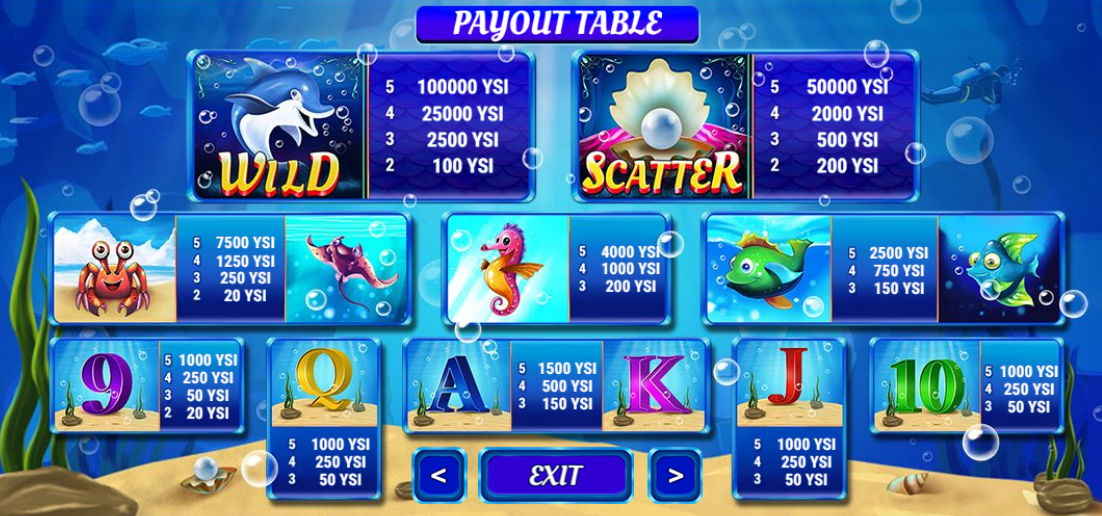 PAYOUT TABLE
WILD
5 100000 YSI
4 25000 YSI
3 2500 YSI
2 100 YSI
SCATTER
5 50000 YSI
4 2000 YSI
3 500 YSI
2 200 YSI
5 7500 YSI
4 1250 YSI
3 250 YSI
2 20 YSI
5 4000 YSI
4 1000 YSI
3 200 YSI
5 2500 YSI
4 750 YSI
3 150 YSI
9
5 1000 YSI
4 250 YSI
3 50 YSI
2 20 YSI
Q
5 1000 YSI
4 250 YSI
3 50 YSI
A
5 1500 YSI
4 500 YSI
3 150 YSI
K
J
5 1000 YSI
4 250 YSI
3 50 YSI
10
5 1000 YSI
4 250 YSI
3 50 YSI
< EXIT >